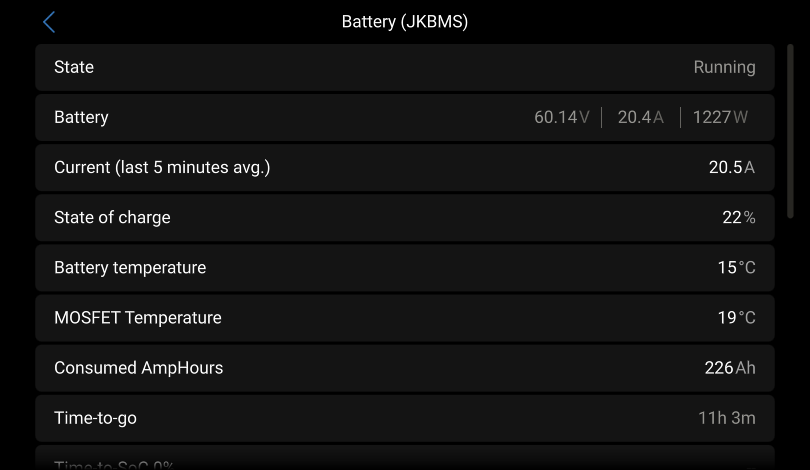 Battery (JKBMS)
State Running
Battery 60.14V 20.4A 1227W
Current (last 5 minutes avg.) 20.5A
State of charge 22%
Battery temperature 15°C
MOSFET Temperature 19°C
Consumed AmpHours 226Ah
Time-to-go 11h 3m
Time-to-SoC 0%